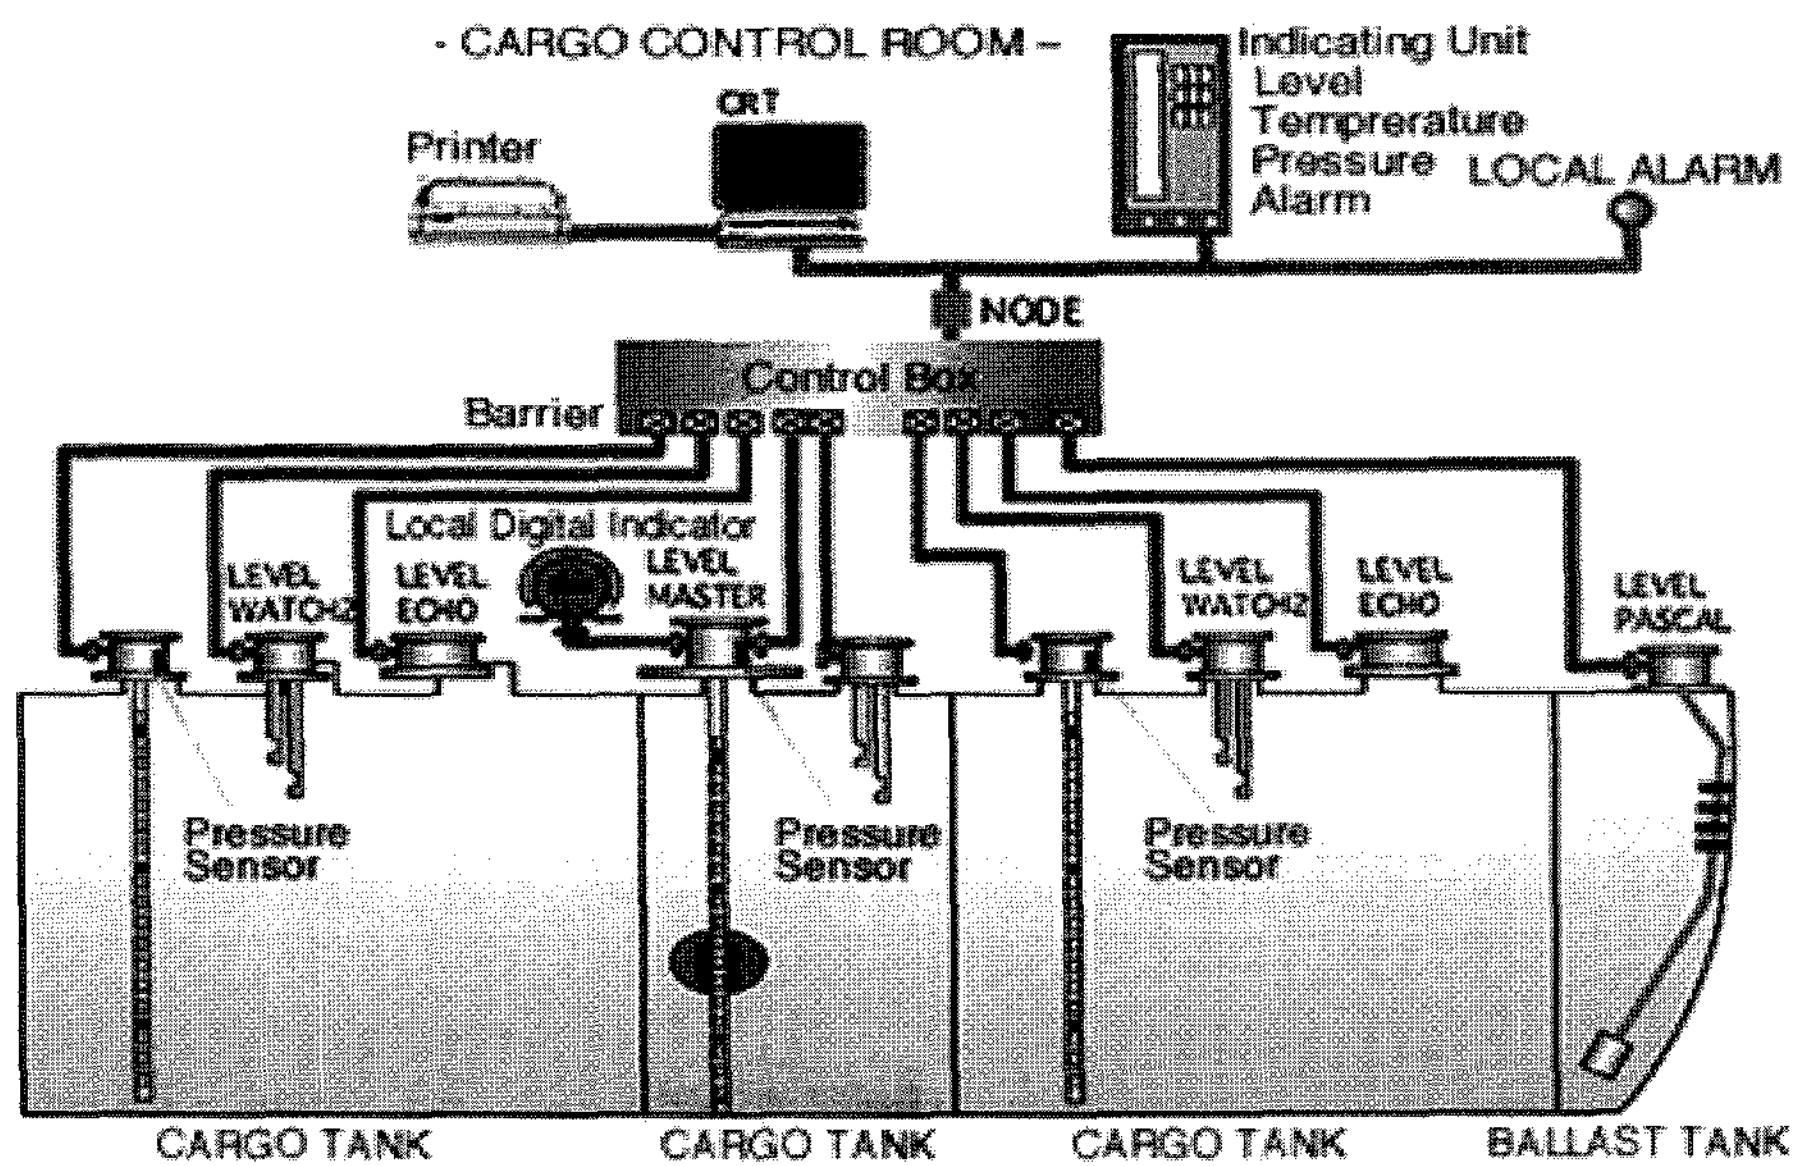 - CARGO CONTROL ROOM -
Indicating Unit
Level
Temprerature
Pressure
Alarm
CRT
Printer
LOCAL ALARM
NODE
Control Box
Barrier
Local Digital Indicator
LEVEL
WATCHZ
LEVEL
ECHO
LEVEL
MASTER
LEVEL
WATCHZ
LEVEL
ECHO
LEVEL
PASCAL
Pressure
Sensor
Pressure
Sensor
Pressure
Sensor
CARGO TANK
CARGO TANK
CARGO TANK
BALLAST TANK